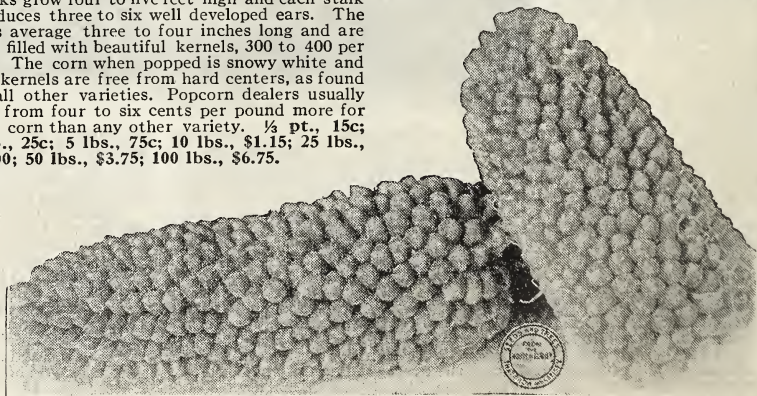 ks grow four to five feet high and each stalk
duces three to six well developed ears. The
s average three to four inches long and are
filled with beautiful kernels, 300 to 400 per
The corn when popped is snowy white and
kernels are free from hard centers, as found
all other varieties. Popcorn dealers usually
from four to six cents per pound more for
corn than any other variety. ⅓ pt., 15c;
., 25c; 5 lbs., 75c; 10 lbs., $1.15; 25 lbs.,
00; 50 lbs., $3.75; 100 lbs., $6.75.